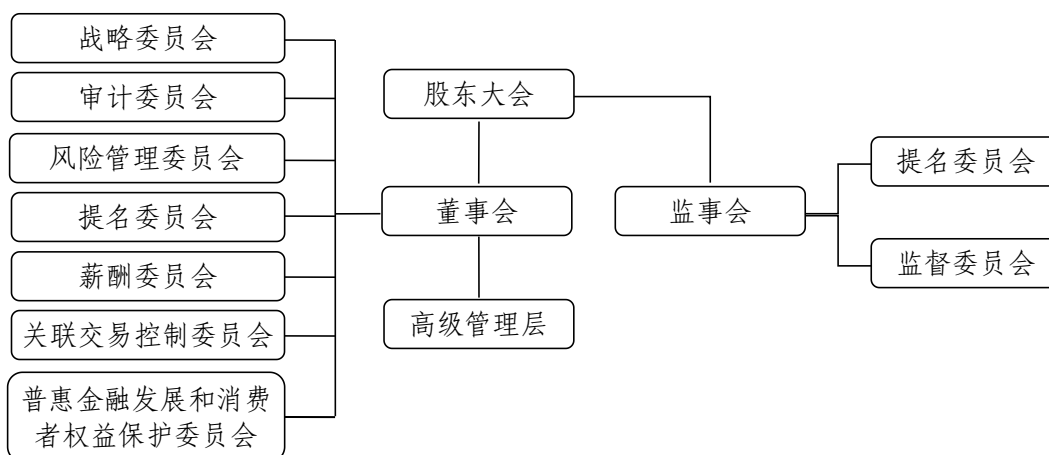 战略委员会
审计委员会
风险管理委员会
提名委员会
薪酬委员会
关联交易控制委员会
普惠金融发展和消费
者权益保护委员会
股东大会
董事会
高级管理层
监事会
提名委员会
监督委员会